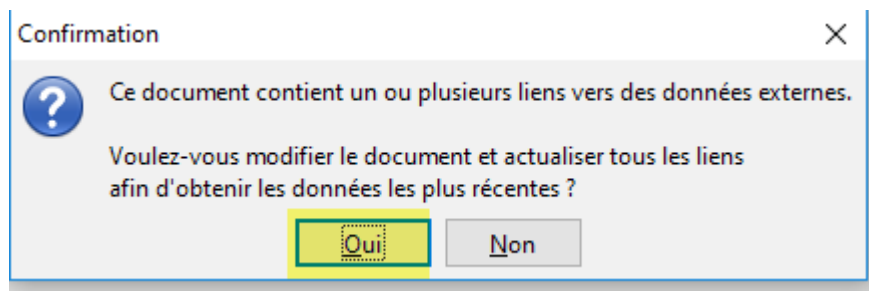 Confirmation
Ce document contient un ou plusieurs liens vers des données externes.
Voulez-vous modifier le document et actualiser tous les liens
afin d'obtenir les données les plus récentes ?
Oui
Non